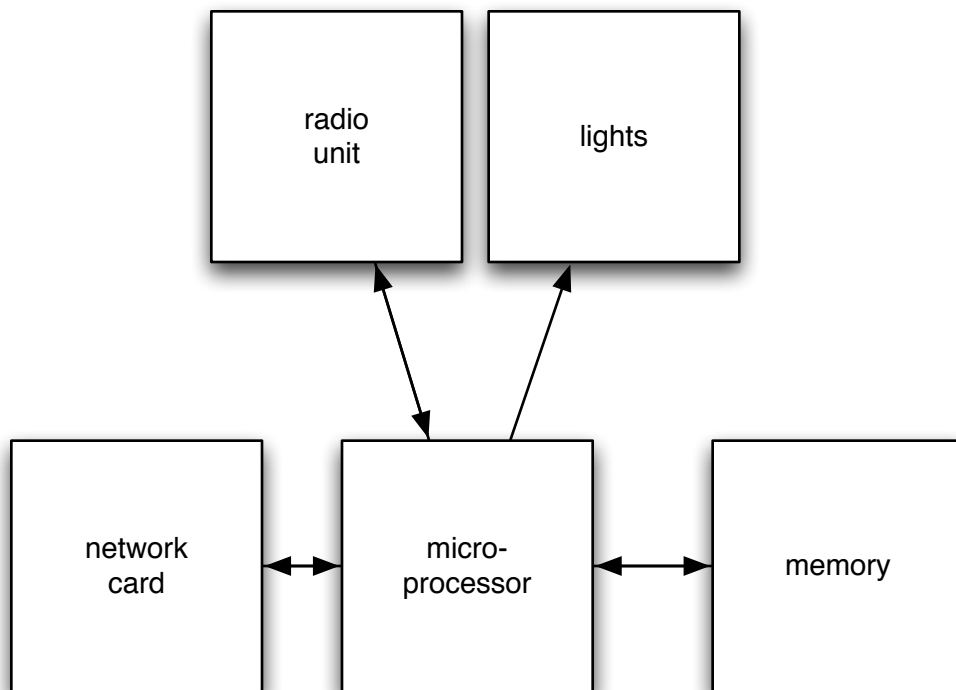 radio
unit
lights
network
card
micro-
processor
memory